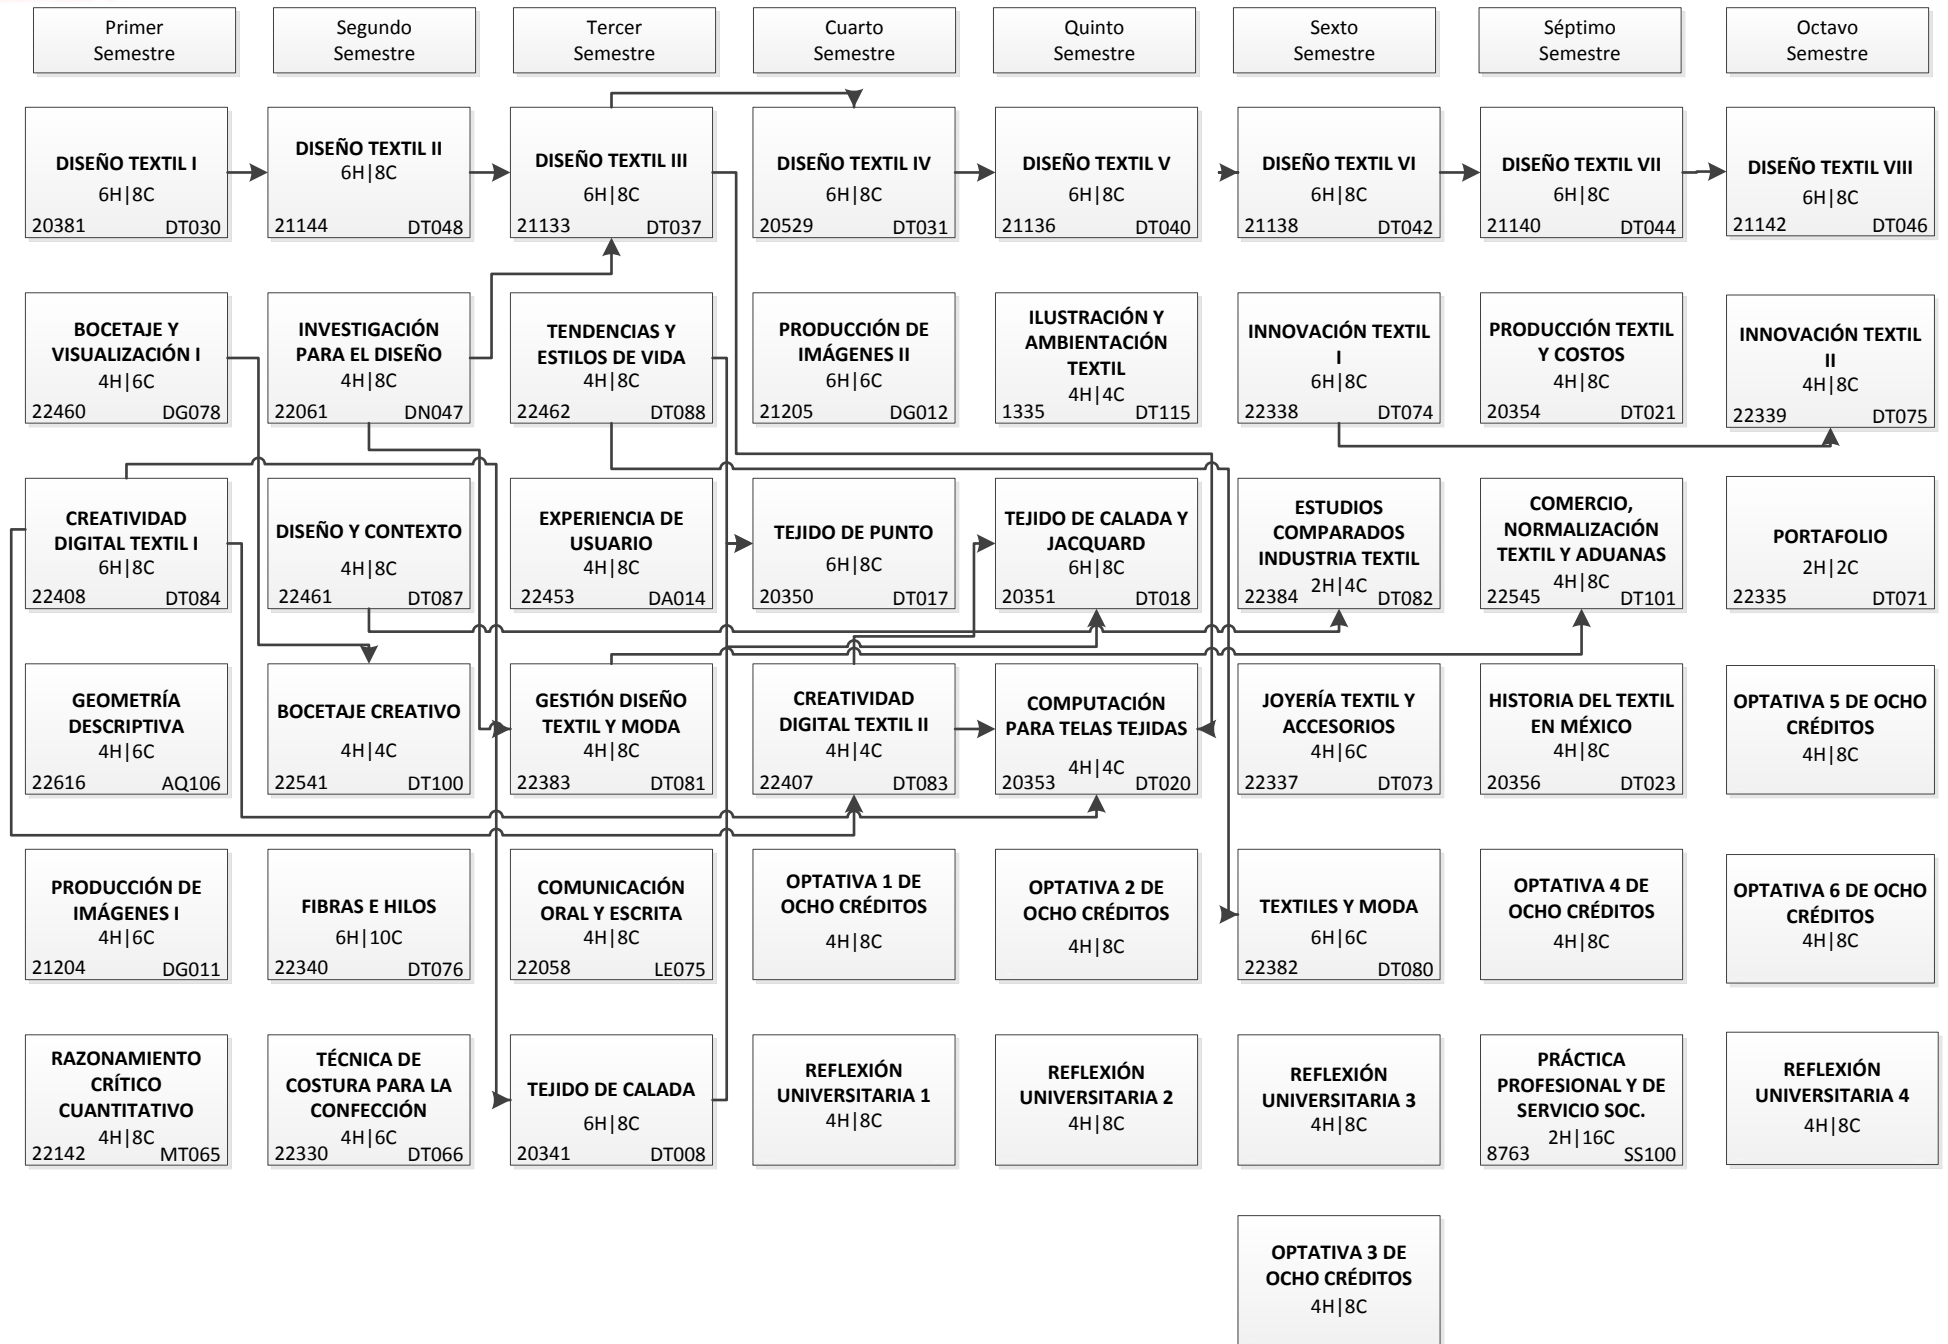 Primer
Semestre
Segundo
Semestre
Tercer
Semestre
Cuarto
Semestre
Quinto
Semestre
Sexto
Semestre
Séptimo
Semestre
Octavo
Semestre
DISEÑO TEXTIL I
6H|8C
20381 DT030
DISEÑO TEXTIL II
6H|8C
21144 DT048
DISEÑO TEXTIL III
6H|8C
21133 DT037
DISEÑO TEXTIL IV
6H|8C
20529 DT031
DISEÑO TEXTIL V
6H|8C
21136 DT040
DISEÑO TEXTIL VI
6H|8C
21138 DT042
DISEÑO TEXTIL VII
6H|8C
21140 DT044
DISEÑO TEXTIL VIII
6H|8C
21142 DT046
BOCETAJE Y
VISUALIZACIÓN I
4H|6C
22460 DG078
INVESTIGACIÓN
PARA EL DISEÑO
4H|8C
22061 DN047
TENDENCIAS Y
ESTILOS DE VIDA
4H|8C
22462 DT088
PRODUCCIÓN DE
IMÁGENES II
6H|6C
21205 DG012
ILUSTRACIÓN Y
AMBIENTACIÓN
TEXTIL
4H|4C
1335 DT115
INNOVACIÓN TEXTIL
I
6H|8C
22338 DT074
PRODUCCIÓN TEXTIL
Y COSTOS
4H|8C
20354 DT021
INNOVACIÓN TEXTIL
II
4H|8C
22339 DT075
CREATIVIDAD
DIGITAL TEXTIL I
6H|8C
22408 DT084
DISEÑO Y CONTEXTO
4H|8C
22461 DT087
EXPERIENCIA DE
USUARIO
4H|8C
22453 DA014
TEJIDO DE PUNTO
6H|8C
20350 DT017
TEJIDO DE CALADA Y
JACQUARD
6H|8C
20351 DT018
ESTUDIOS
COMPARADOS
INDUSTRIA TEXTIL
2H|4C
22384 DT082
COMERCIO,
NORMALIZACIÓN
TEXTIL Y ADUANAS
4H|8C
22545 DT101
PORTAFOLIO
2H|2C
22335 DT071
GEOMETRÍA
DESCRIPTIVA
4H|6C
22616 AQ106
BOCETAJE CREATIVO
4H|4C
22541 DT100
GESTIÓN DISEÑO
TEXTIL Y MODA
4H|8C
22383 DT081
CREATIVIDAD
DIGITAL TEXTIL II
4H|4C
22407 DT083
COMPUTACIÓN
PARA TELAS TEJIDAS
4H|4C
20353 DT020
JOYERÍA TEXTIL Y
ACCESORIOS
4H|6C
22337 DT073
HISTORIA DEL TEXTIL
EN MÉXICO
4H|8C
20356 DT023
OPTATIVA 5 DE OCHO
CRÉDITOS
4H|8C
PRODUCCIÓN DE
IMÁGENES I
4H|6C
21204 DG011
FIBRAS E HILOS
6H|10C
22340 DT076
COMUNICACIÓN
ORAL Y ESCRITA
4H|8C
22058 LE075
OPTATIVA 1 DE
OCHO CRÉDITOS
4H|8C
OPTATIVA 2 DE
OCHO CRÉDITOS
4H|8C
TEXTILES Y MODA
6H|6C
22382 DT080
OPTATIVA 4 DE
OCHO CRÉDITOS
4H|8C
OPTATIVA 6 DE OCHO
CRÉDITOS
4H|8C
RAZONAMIENTO
CRÍTICO
CUANTITATIVO
4H|8C
22142 MT065
TÉCNICA DE
COSTURA PARA LA
CONFECCIÓN
4H|6C
22330 DT066
TEJIDO DE CALADA
6H|8C
20341 DT008
REFLEXIÓN
UNIVERSITARIA 1
4H|8C
REFLEXIÓN
UNIVERSITARIA 2
4H|8C
REFLEXIÓN
UNIVERSITARIA 3
4H|8C
PRÁCTICA
PROFESIONAL Y DE
SERVICIO SOC.
2H|16C
8763 SS100
REFLEXIÓN
UNIVERSITARIA 4
4H|8C
OPTATIVA 3 DE
OCHO CRÉDITOS
4H|8C